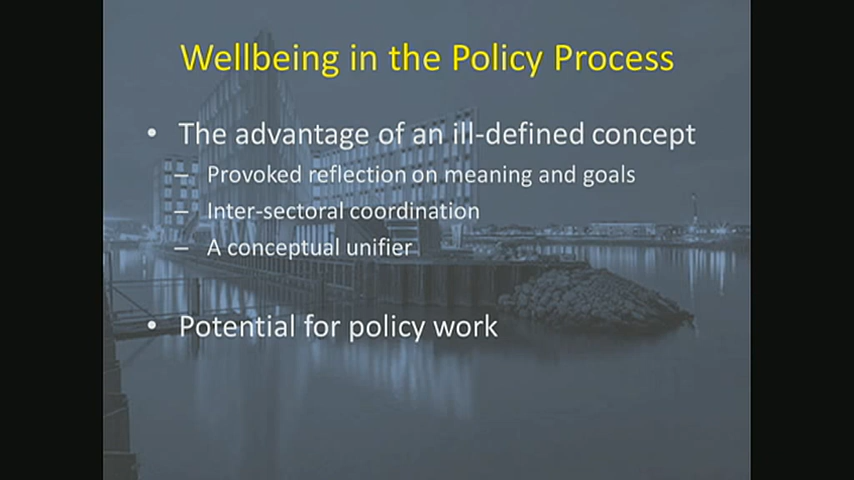 Wellbeing in the Policy Process
• The advantage of an ill-defined concept
– Provoked reflection on meaning and goals
– Inter-sectoral coordination
– A conceptual unifier
• Potential for policy work